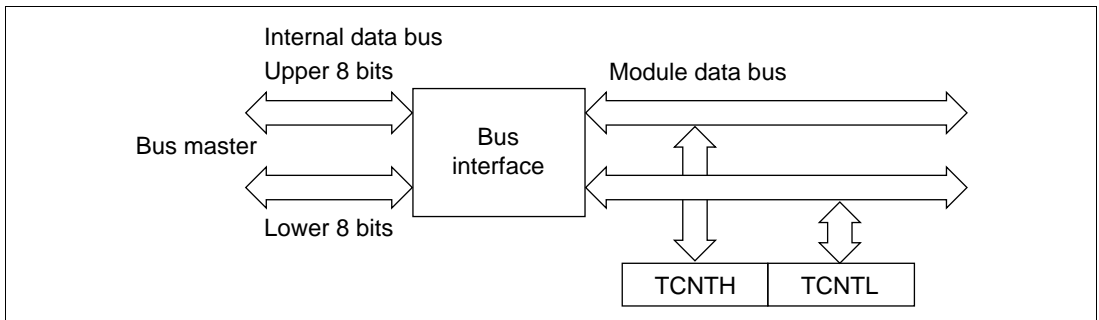 Internal data bus
Upper 8 bits
Module data bus
Bus
interface
Bus master
Lower 8 bits
TCNTH
TCNTL